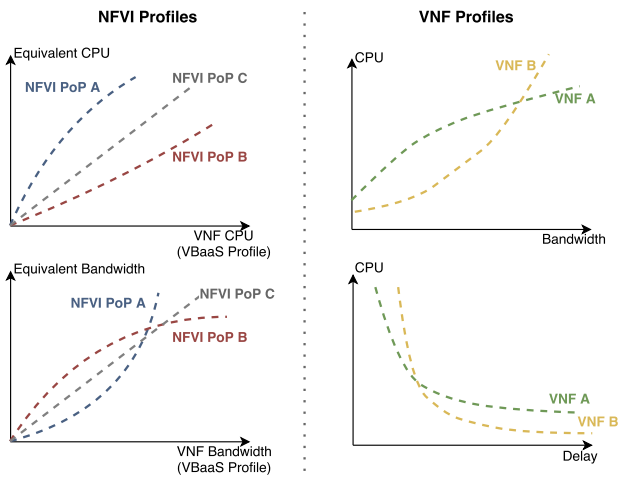 NFVI Profiles
Equivalent CPU
NFVI PoP A
NFVI PoP C
NFVI PoP B
VNF CPU
(VBaaS Profile)
Equivalent Bandwidth
NFVI PoP A
NFVI PoP C
NFVI PoP B
VNF Bandwidth
(VBaaS Profile)
VNF Profiles
CPU
VNF B
VNF A
Bandwidth
CPU
VNF A
VNF B
Delay